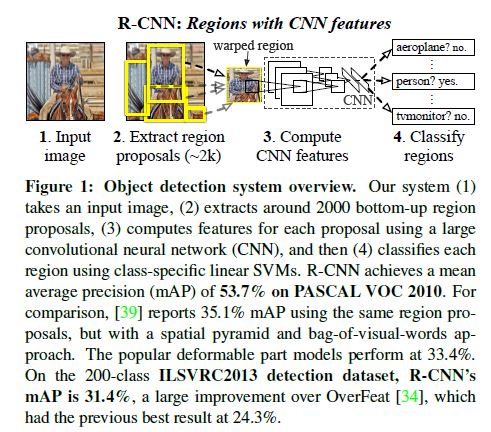 R-CNN: Regions with CNN features
warped region
aeroplane? no.
person? yes.
tvmonitor? no.
CNN
1. Input image
2. Extract region proposals (~2k)
3. Compute CNN features
4. Classify regions
Figure 1: Object detection system overview. Our system (1)
takes an input image, (2) extracts around 2000 bottom-up region
proposals, (3) computes features for each proposal using a large
convolutional neural network (CNN), and then (4) classifies each
region using class-specific linear SVMs. R-CNN achieves a mean
average precision (mAP) of 53.7% on PASCAL VOC 2010. For
comparison, [39] reports 35.1% mAP using the same region pro-
posals, but with a spatial pyramid and bag-of-visual-words ap-
proach. The popular deformable part models perform at 33.4%.
On the 200-class ILSVRC2013 detection dataset, R-CNN's
mAP is 31.4%, a large improvement over OverFeat [34], which
had the previous best result at 24.3%.